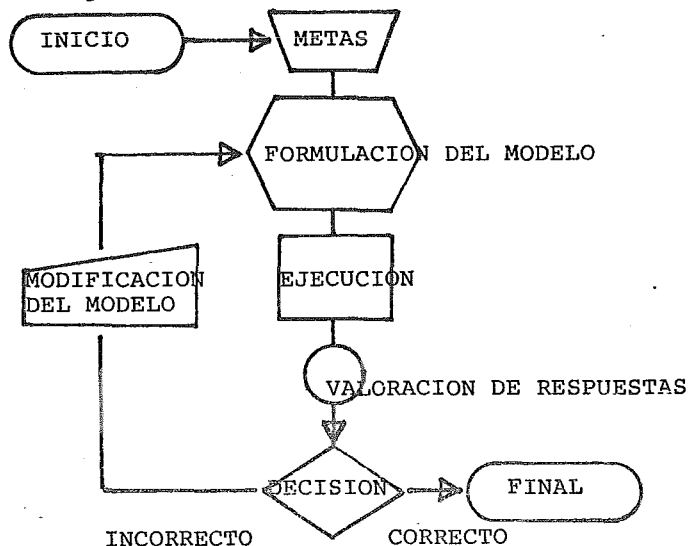 INICIO
METAS
FORMULACION DEL MODELO
MODIFICACION
DEL MODELO
EJECUCION
VALORACION DE RESPUESTAS
DECISION
FINAL
INCORRECTO
CORRECTO